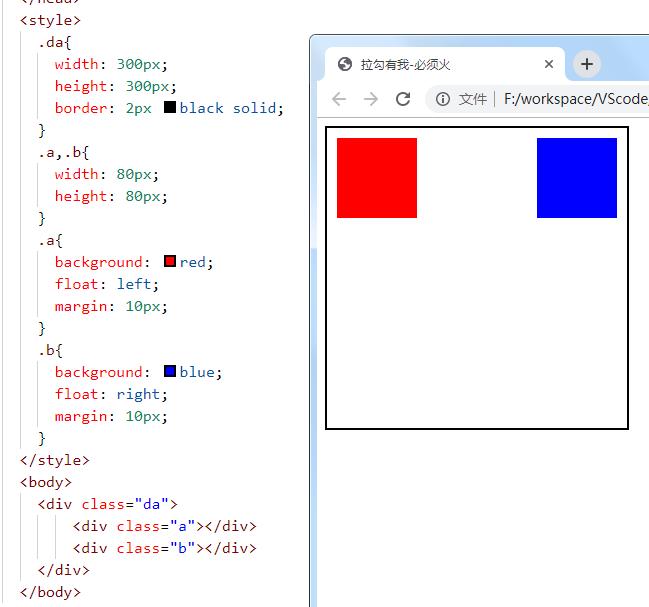 </head>
<style>
.da{
width: 300px;
height: 300px;
border: 2px black solid;
}
.a,.b{
width: 80px;
height: 80px;
}
.a{
background: red;
float: left;
margin: 10px;
}
.b{
background: blue;
float: right;
margin: 10px;
}
</style>
<body>
<div class="da">
<div class="a"></div>
<div class="b"></div>
</div>
</body>
拉勾有我-必须火
文件 F:/workspace/VScode